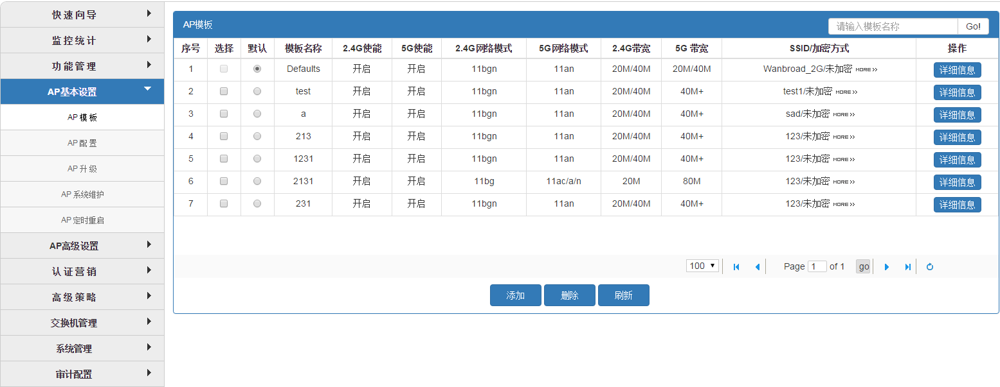 快速向导
监控统计
功能管理
AP基本设置
AP 模 板
AP 配 置
AP 升 级
AP 系统维护
AP 定时重启
AP高级设置
认证营销
高级策略
交换机管理
系统管理
审计配置
AP模板 请输入模板名称 Go!
序号 选择 默认 模板名称 2.4G使能 5G使能 2.4G网络模式 5G网络模式 2.4G带宽 5G 带宽 SSID/加密方式 操作
1 Defaults 开启 开启 11bgn 11an 20M/40M 20M/40M Wanbroad_2G/未加密 MORE 详细信息
2 test 开启 开启 11bgn 11an 20M/40M 40M+ test1/未加密 MORE 详细信息
3 a 开启 开启 11bgn 11an 20M/40M 40M+ sad/未加密 MORE 详细信息
4 213 开启 开启 11bgn 11an 20M/40M 40M+ 123/未加密 MORE 详细信息
5 1231 开启 开启 11bgn 11an 20M/40M 40M+ 123/未加密 MORE 详细信息
6 2131 开启 开启 11bg 11ac/a/n 20M 80M 123/未加密 MORE 详细信息
7 231 开启 开启 11bgn 11an 20M/40M 40M+ 123/未加密 MORE 详细信息
100 Page 1 of 1 go
添加 删除 刷新